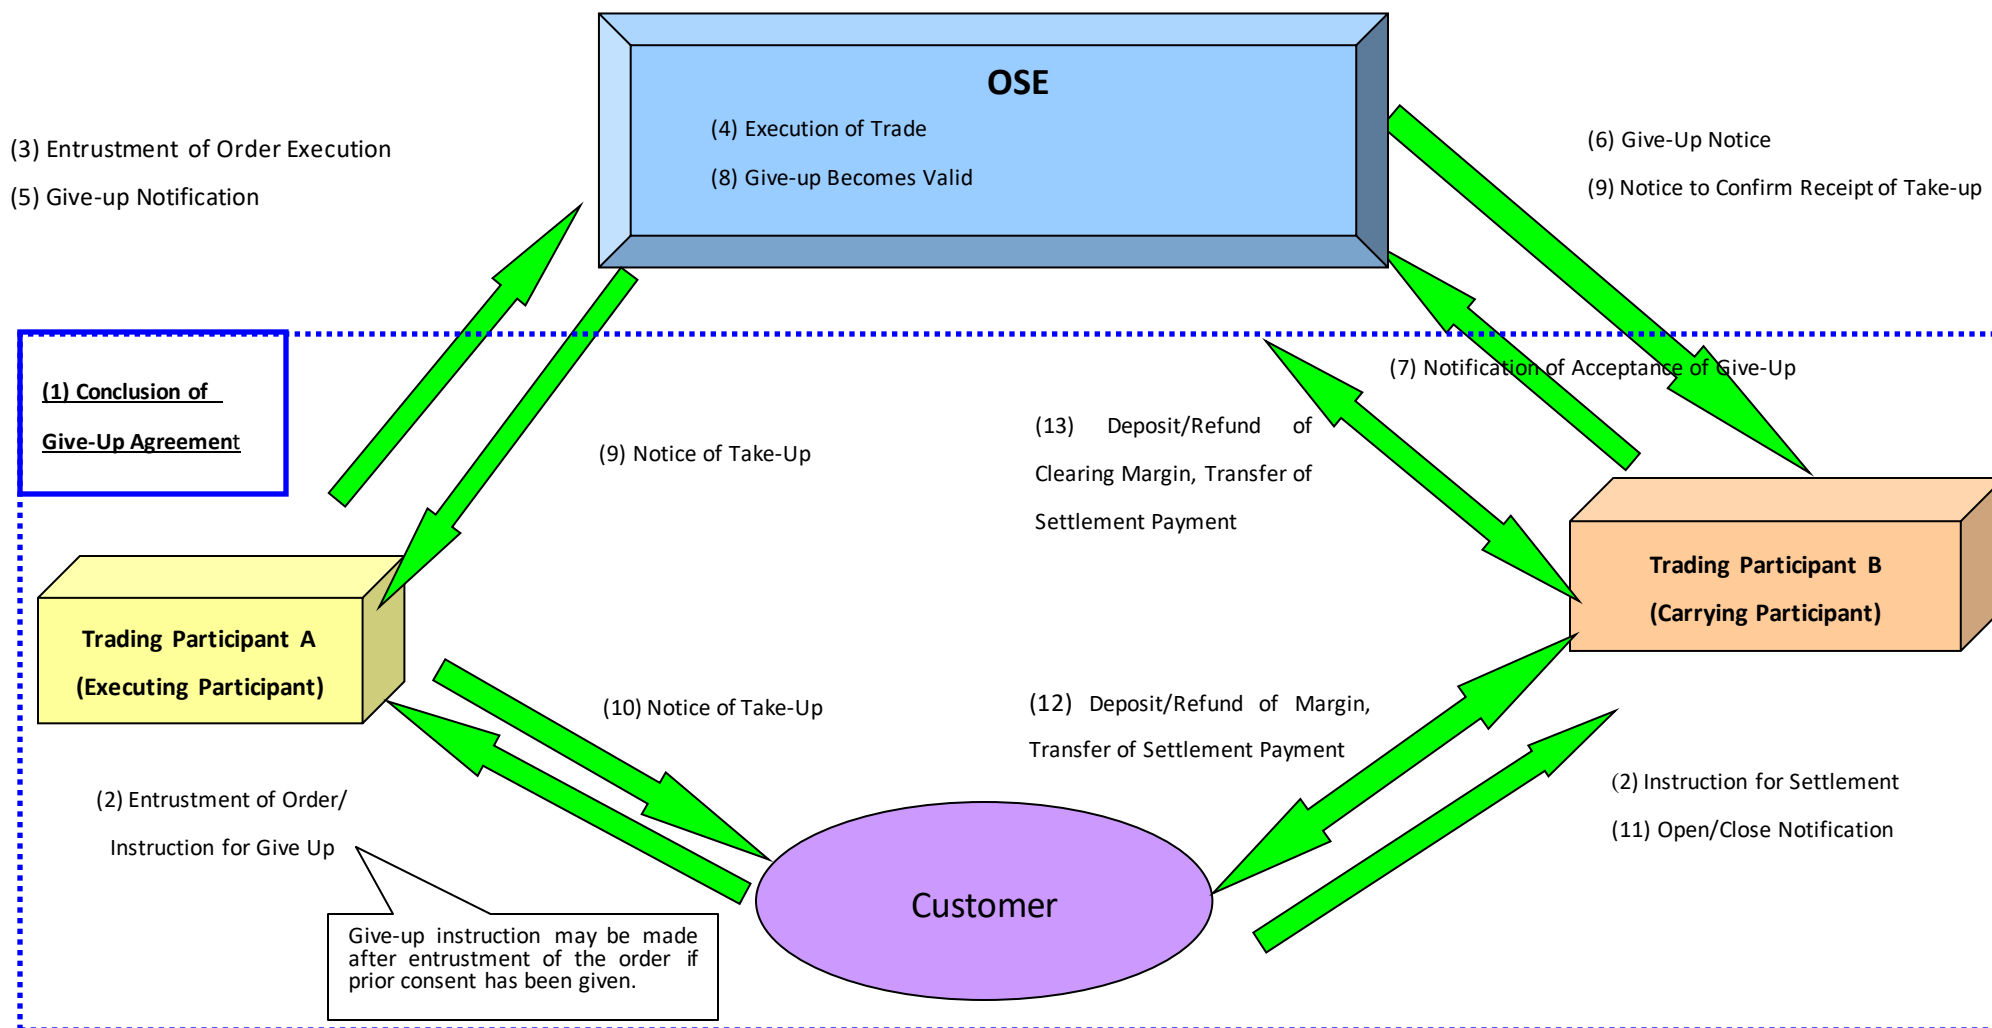 OSE
(4) Execution of Trade
(8) Give-up Becomes Valid
(3) Entrustment of Order Execution
(5) Give-up Notification
(6) Give-Up Notice
(9) Notice to Confirm Receipt of Take-up
(1) Conclusion of
Give-Up Agreement
(7) Notification of Acceptance of Give-Up
(9) Notice of Take-Up
(13) Deposit/Refund of
Clearing Margin, Transfer of
Settlement Payment
Trading Participant A
(Executing Participant)
Trading Participant B
(Carrying Participant)
(10) Notice of Take-Up
(12) Deposit/Refund of Margin,
Transfer of Settlement Payment
(2) Entrustment of Order/
Instruction for Give Up
(2) Instruction for Settlement
(11) Open/Close Notification
Customer
Give-up instruction may be made
after entrustment of the order if
prior consent has been given.